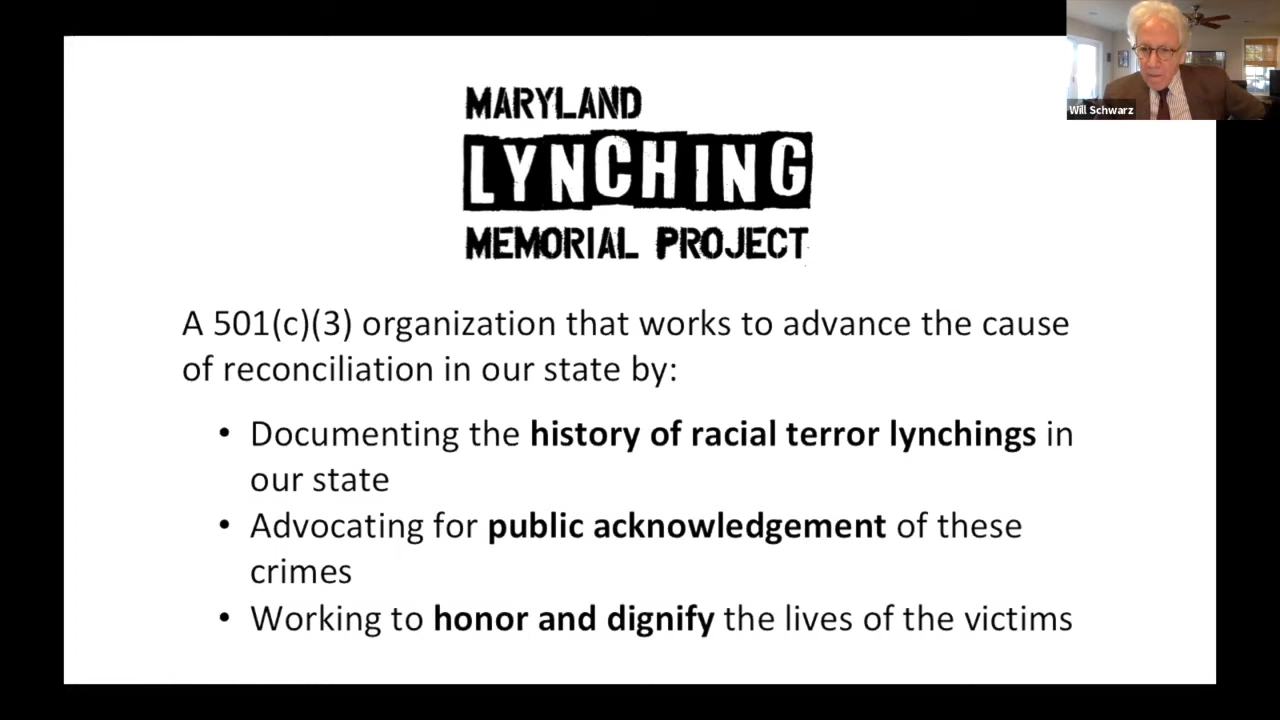 MARYLAND
LYNCHING
MEMORIAL PROJECT
Will Schwarz
A 501(c)(3) organization that works to advance the cause
of reconciliation in our state by:
• Documenting the history of racial terror lynchings in
our state
• Advocating for public acknowledgement of these
crimes
• Working to honor and dignify the lives of the victims